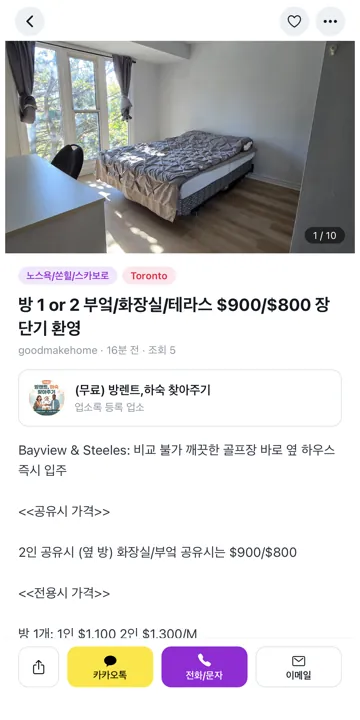 1 / 10
노스욕/쏜힐/스카보로
Toronto
방 1 or 2 부엌/화장실/테라스 $900/$800 장
단기 환영
goodmakehome · 16분 전 · 조회 5
(무료) 방렌트,하숙 찾아주기
업소록 등록 업소
Bayview & Steeles: 비교 불가 깨끗한 골프장 바로 옆 하우스
즉시 입주
<<공유시 가격>>
2인 공유시 (옆 방) 화장실/부엌 공유시는 $900/$800
<<전용시 가격>>
방 1개: 1인 $1,100 2인 $1,300/M
카카오톡
전화/문자
이메일